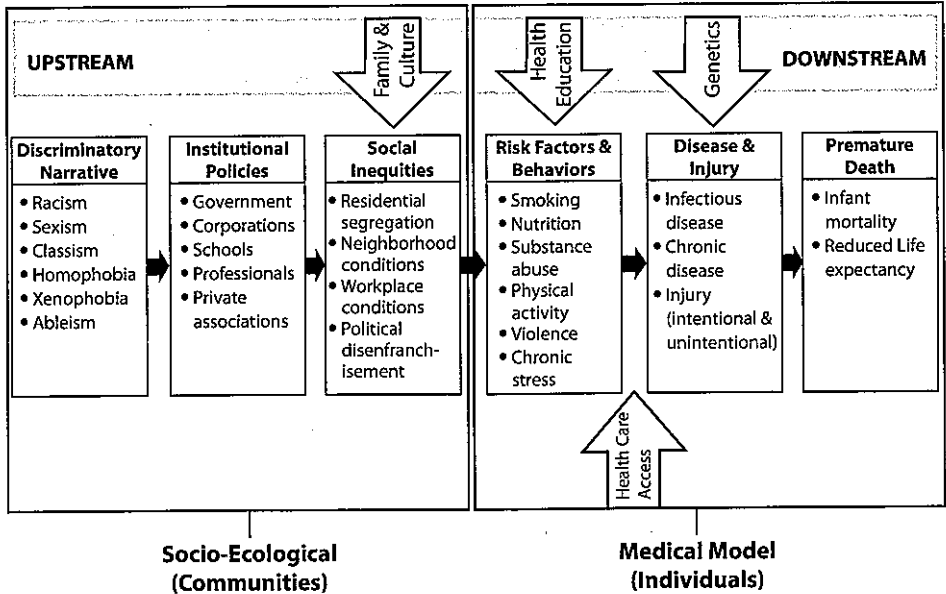 UPSTREAM
Family &
Culture
Health
Education
Genetics
DOWNSTREAM
Discriminatory
Narrative
• Racism
• Sexism
• Classism
• Homophobia
• Xenophobia
• Ableism
Institutional
Policies
• Government
• Corporations
• Schools
• Professionals
• Private
associations
Social
Inequities
• Residential
segregation
• Neighborhood
conditions
• Workplace
conditions
• Political
disenfranch-
isement
Risk Factors &
Behaviors
• Smoking
• Nutrition
• Substance
abuse
• Physical
activity
• Violence
• Chronic
stress
Disease &
Injury
• Infectious
disease
• Chronic
disease
• Injury
(intentional &
unintentional)
Premature
Death
• Infant
mortality
• Reduced Life
expectancy
Health Care
Access
Socio-Ecological
(Communities)
Medical Model
(Individuals)